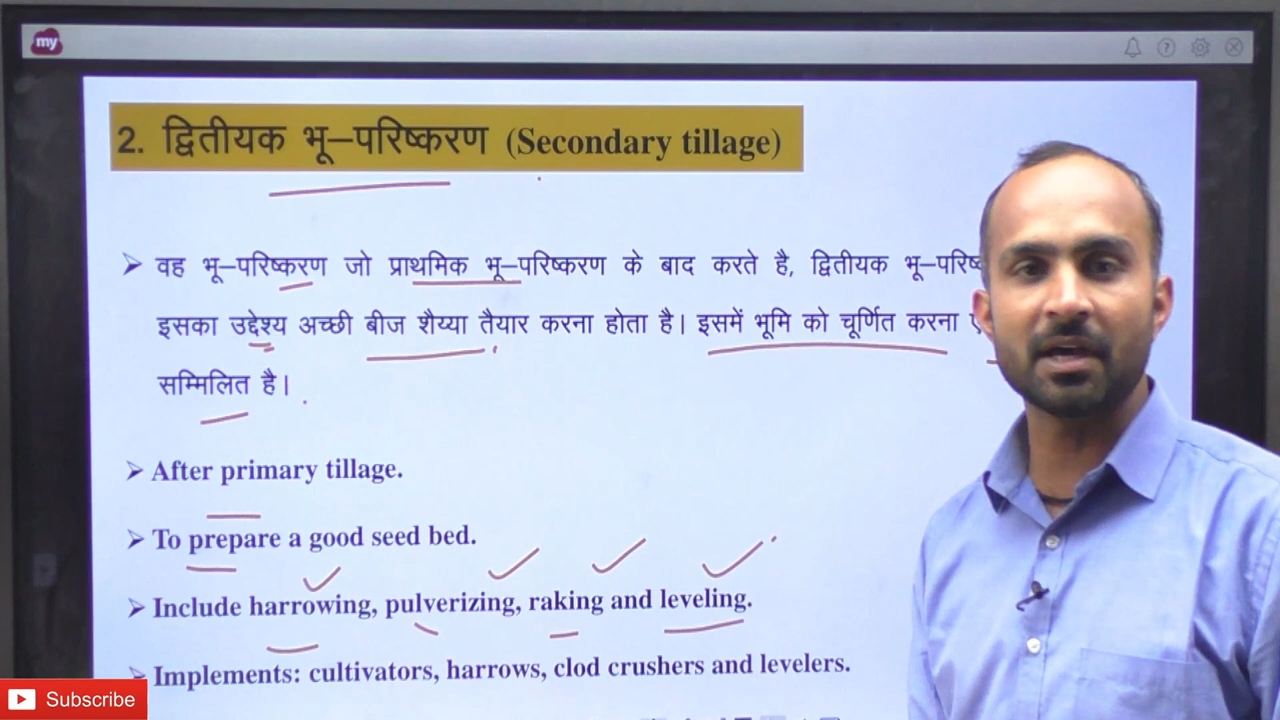 my
2. द्वितीयक भू–परिष्करण (Secondary tillage)
➤ वह भू–परिष्करण जो प्राथमिक भू–परिष्करण के बाद करते है, द्वितीयक भू–परिष्
इसका उद्देश्य अच्छी बीज शैय्या तैयार करना होता है। इसमें भूमि को चूर्णित करना
सम्मिलित है।
➤ After primary tillage.
➤ To prepare a good seed bed.
➤ Include harrowing, pulverizing, raking and leveling.
➤ Implements: cultivators, harrows, clod crushers and levelers.
Subscribe